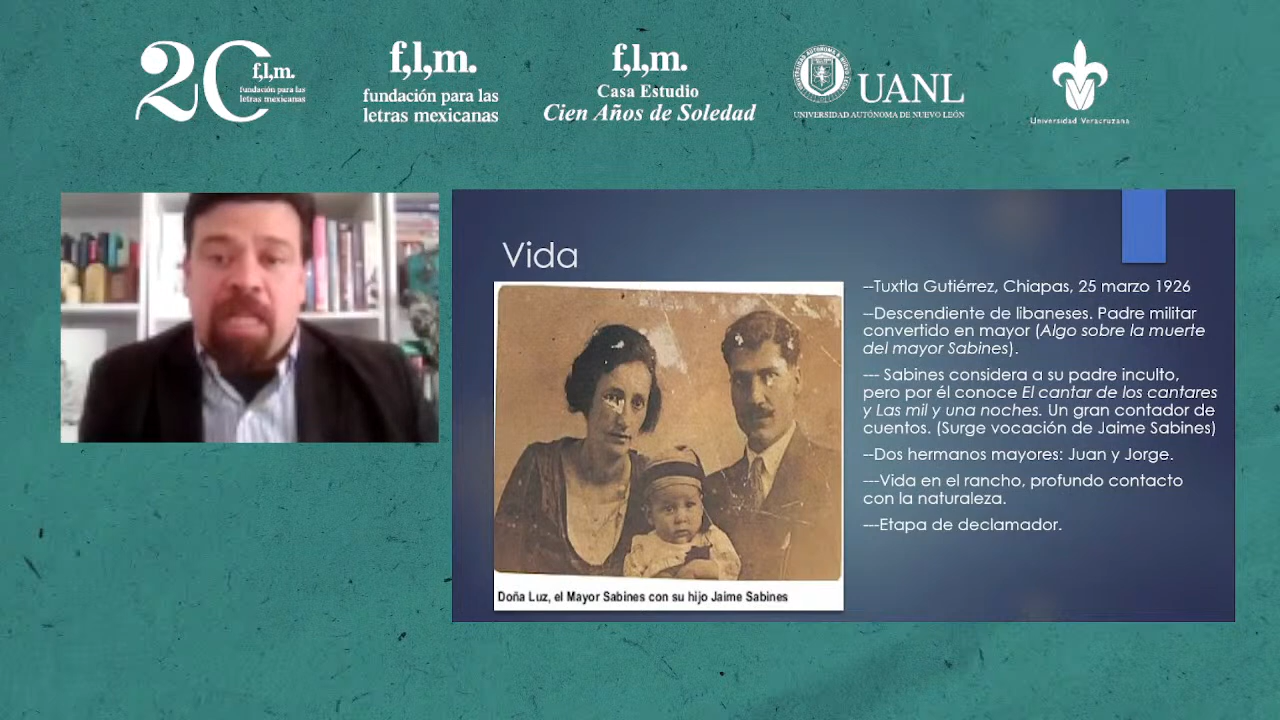 20 f,l,m.
fundación para las
letras mexicanas
f,l,m.
fundación para las
letras mexicanas
f,l,m.
Casa Estudio
Cien Años de Soledad
UANL
UNIVERSIDAD AUTÓNOMA DE NUEVO LEÓN
Universidad Veracruzana
Vida
--Tuxtla Gutiérrez, Chiapas, 25 marzo 1926
--Descendiente de libaneses. Padre militar
convertido en mayor (Algo sobre la muerte
del mayor Sabines).
--- Sabines considera a su padre inculto,
pero por él conoce El cantar de los cantares
y Las mil y una noches. Un gran contador de
cuentos. (Surge vocación de Jaime Sabines)
--Dos hermanos mayores: Juan y Jorge.
---Vida en el rancho, profundo contacto
con la naturaleza.
---Etapa de declamador.
Doña Luz, el Mayor Sabines con su hijo Jaime Sabines